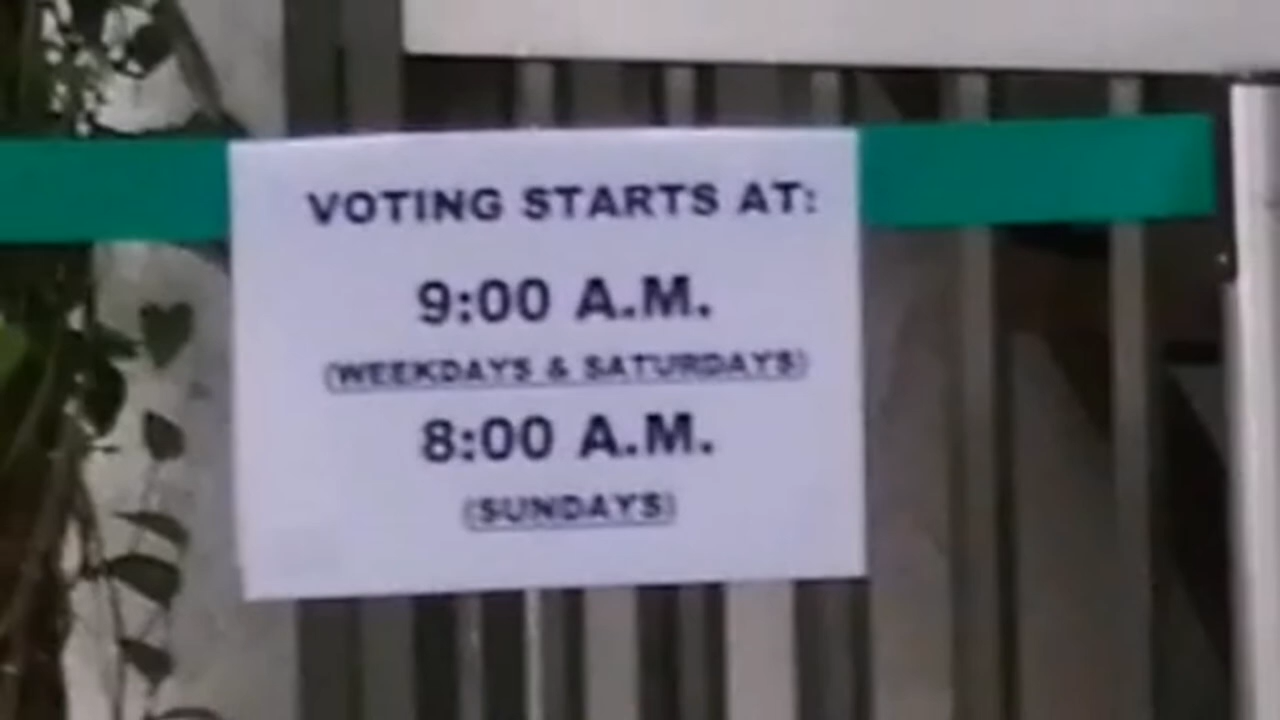 VOTING STARTS AT:
9:00 A.M.
(WEEKDAYS & SATURDAYS)
8:00 A.M.
(SUNDAYS)